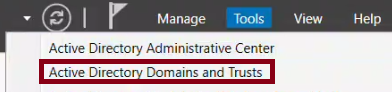 Manage Tools View Help
Active Directory Administrative Center
Active Directory Domains and Trusts